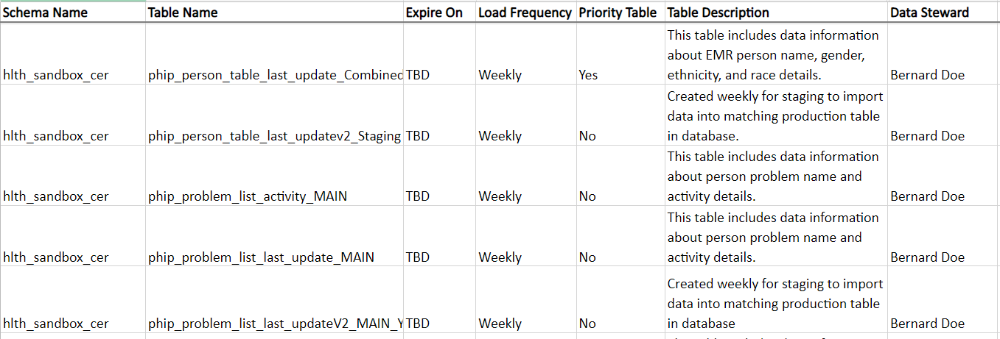 Schema Name Table Name Expire On Load Frequency Priority Table Table Description Data Steward
This table includes data information
about EMR person name, gender,
hlth_sandbox_cer phip_person_table_last_update_Combined TBD Weekly Yes ethnicity, and race details. Bernard Doe
Created weekly for staging to import
data into matching production table
hlth_sandbox_cer phip_person_table_last_updatev2_Staging TBD Weekly No in database. Bernard Doe
This table includes data information
about person problem name and
hlth_sandbox_cer phip_problem_list_activity_MAIN TBD Weekly No activity details. Bernard Doe
This table includes data information
about person problem name and
hlth_sandbox_cer phip_problem_list_last_update_MAIN TBD Weekly No activity details. Bernard Doe
Created weekly for staging to import
data into matching production table
hlth_sandbox_cer phip_problem_list_last_updateV2_MAIN_Y TBD Weekly No in database Bernard Doe